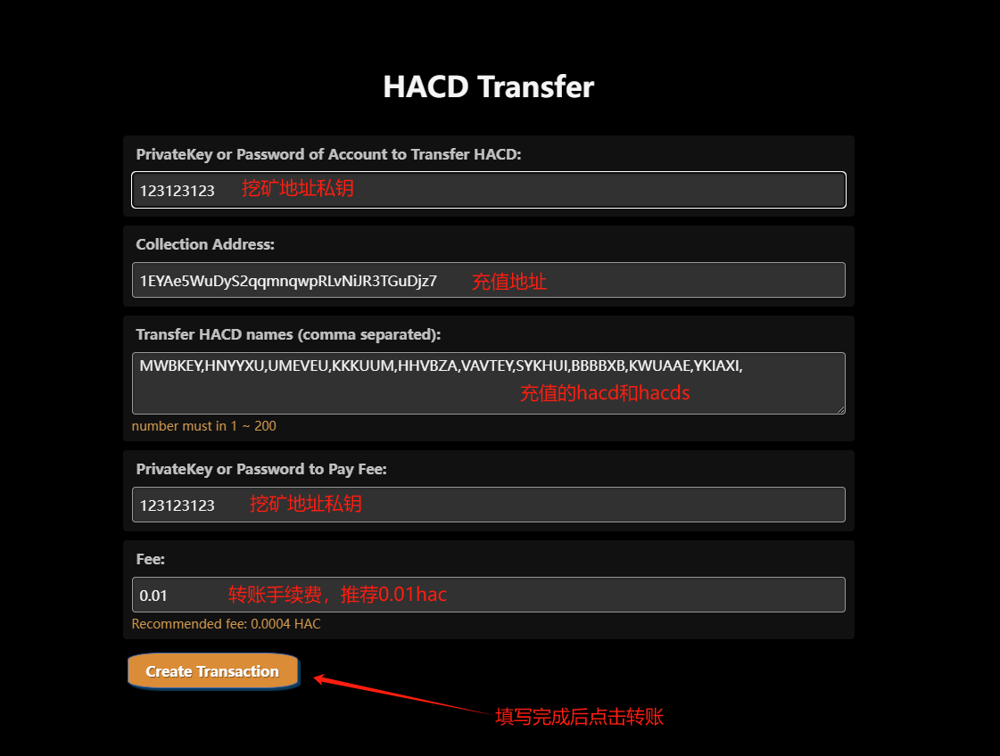 HACD Transfer
PrivateKey or Password of Account to Transfer HACD:
123123123 挖矿地址私钥
Collection Address:
1EYAe5WuDyS2qqmnqwpRLvNiJR3TGuDjz7 充值地址
Transfer HACD names (comma separated):
MWBKEY,HNYYXU,UMEVEU,KKKUUM,HHVBZA,VAVTEY,SYKHUI,BBBBXB,KWUAAE,YKIAXI,
充值的hacd和hacds
number must in 1 ~ 200
PrivateKey or Password to Pay Fee:
123123123 挖矿地址私钥
Fee:
0.01 转账手续费，推荐0.01hac
Recommended fee: 0.0004 HAC
Create Transaction
填写完成后点击转账